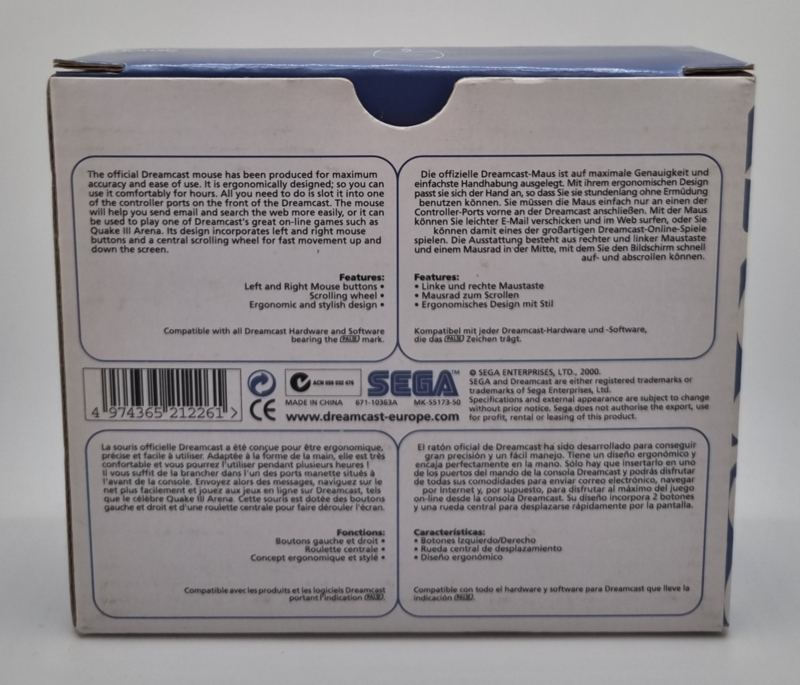 The official Dreamcast mouse has been produced for maximum
accuracy and ease of use. It is ergonomically designed; so you can
use it comfortably for hours. All you need to do is slot it into one
of the controller ports on the front of the Dreamcast. The mouse
will help you send email and search the web more easily, or it can
be used to play one of Dreamcast's great on-line games such as
Quake III Arena. Its design incorporates left and right mouse
buttons and a central scrolling wheel for fast movement up and
down the screen.
Features:
Left and Right Mouse buttons •
Scrolling wheel •
Ergonomic and stylish design •
Compatible with all Dreamcast Hardware and Software
bearing the PAL/E mark.
Die offizielle Dreamcast-Maus ist auf maximale Genauigkeit und
einfachste Handhabung ausgelegt. Mit ihrem ergonomischen Design
passt sie sich der Hand an, so dass Sie sie stundenlang ohne Ermüdung
benutzen können. Sie müssen die Maus einfach nur an einen der
Controller-Ports vorne an der Dreamcast anschließen. Mit der Maus
können Sie leichter E-Mail verschicken und im Web surfen, oder Sie
können damit eines der großartigen Dreamcast-Online-Spiele
spielen. Die Ausstattung besteht aus rechter und linker Maustaste
und einem Mausrad in der Mitte, mit dem Sie den Bildschirm schnell
auf- und abscrollen können.
Features:
• Linke und rechte Maustaste
• Mausrad zum Scrollen
• Ergonomisches Design mit Stil
Kompatibel mit jeder Dreamcast-Hardware und -Software,
die das PAL/E Zeichen trägt.
4 974365 212261 >
CE
ACN 056 032 476
SEGA
MADE IN CHINA 671-10363A MK-55173-50
www.dreamcast-europe.com
© SEGA ENTERPRISES, LTD., 2000.
SEGA and Dreamcast are either registered trademarks or
trademarks of Sega Enterprises, Ltd.
Specifications and external appearance are subject to change
without prior notice. Sega does not authorise the export, use
for profit, rental or leasing of this product.
La souris officielle Dreamcast a été conçue pour être ergonomique,
précise et facile à utiliser. Adaptée à la forme de la main, elle est très
confortable et vous pourrez l'utiliser pendant plusieurs heures !
Il vous suffit de la brancher dans l'un des ports manette situés à
l'avant de la console. Envoyez alors des messages, naviguez sur le
net plus facilement et jouez aux jeux en ligne sur Dreamcast, tels
que le célèbre Quake III Arena. Cette souris est dotée des boutons
gauche et droit et d'une roulette centrale pour faire dérouler l'écran.
Fonctions:
Boutons gauche et droit •
Roulette centrale •
Concept ergonomique et stylé •
Compatible avec les produits et les logiciels Dreamcast
portant l'indication PAL/E.
El ratón oficial de Dreamcast ha sido desarrollado para conseguir
gran precisión y un fácil manejo. Tiene un diseño ergonómico y
encaja perfectamente en la mano. Sólo hay que insertarlo en uno
de los puertos del mando de la consola Dreamcast y podrás disfrutar
de todas sus comodidades para enviar correo electrónico, navegar
por Internet y, por supuesto, para disfrutar al máximo del juego
on-line desde la consola Dreamcast. Su diseño incorpora 2 botones
y una rueda central para desplazarse rápidamente por la pantalla.
Características:
• Botones Izquierdo/Derecho
• Rueda central de desplazamiento
• Diseño ergonómico
Compatible con todo el hardware y software para Dreamcast que lleve la
indicación PAL/E.